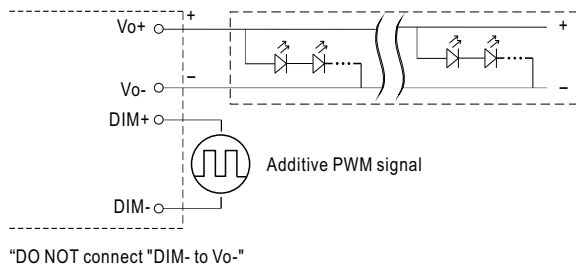 Vo+
+
+
Vo-
−
−
DIM+
Additive PWM signal
DIM-
“DO NOT connect "DIM- to Vo-"